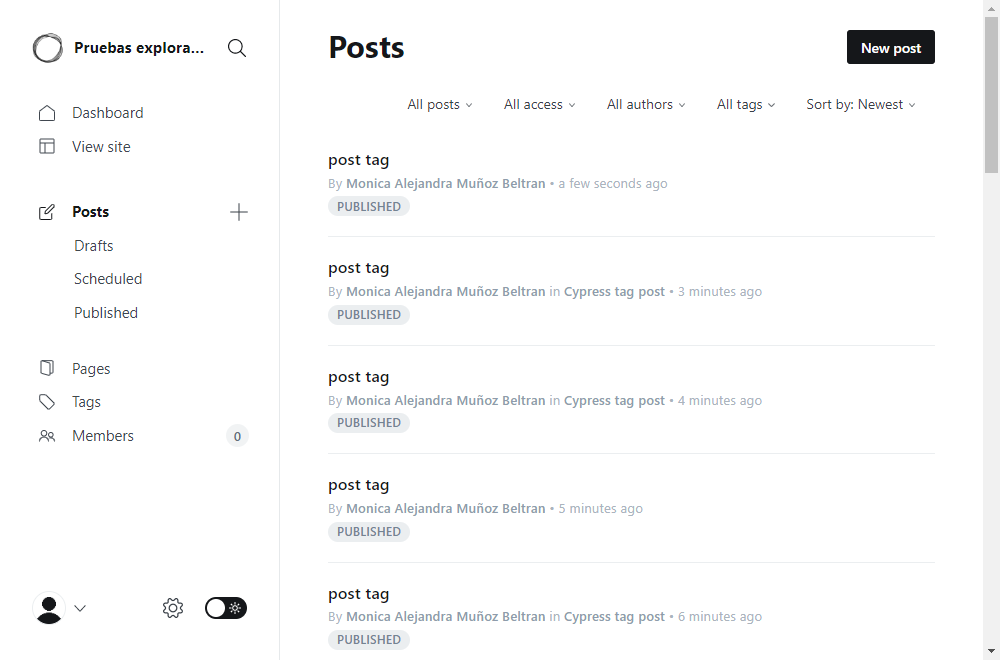 Pruebas explora...
Dashboard
View site
Posts
Drafts
Scheduled
Published
Pages
Tags
Members 0
Posts
New post
All posts All access All authors All tags Sort by: Newest
post tag
By Monica Alejandra Muñoz Beltran • a few seconds ago
PUBLISHED
post tag
By Monica Alejandra Muñoz Beltran in Cypress tag post • 3 minutes ago
PUBLISHED
post tag
By Monica Alejandra Muñoz Beltran in Cypress tag post • 4 minutes ago
PUBLISHED
post tag
By Monica Alejandra Muñoz Beltran • 5 minutes ago
PUBLISHED
post tag
By Monica Alejandra Muñoz Beltran in Cypress tag post • 6 minutes ago
PUBLISHED